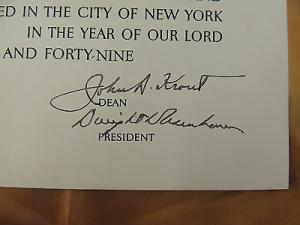 ED IN THE CITY OF NEW YORK
IN THE YEAR OF OUR LORD
AND FORTY-NINE
John A. Krout
DEAN
Dwight D. Eisenhower
PRESIDENT